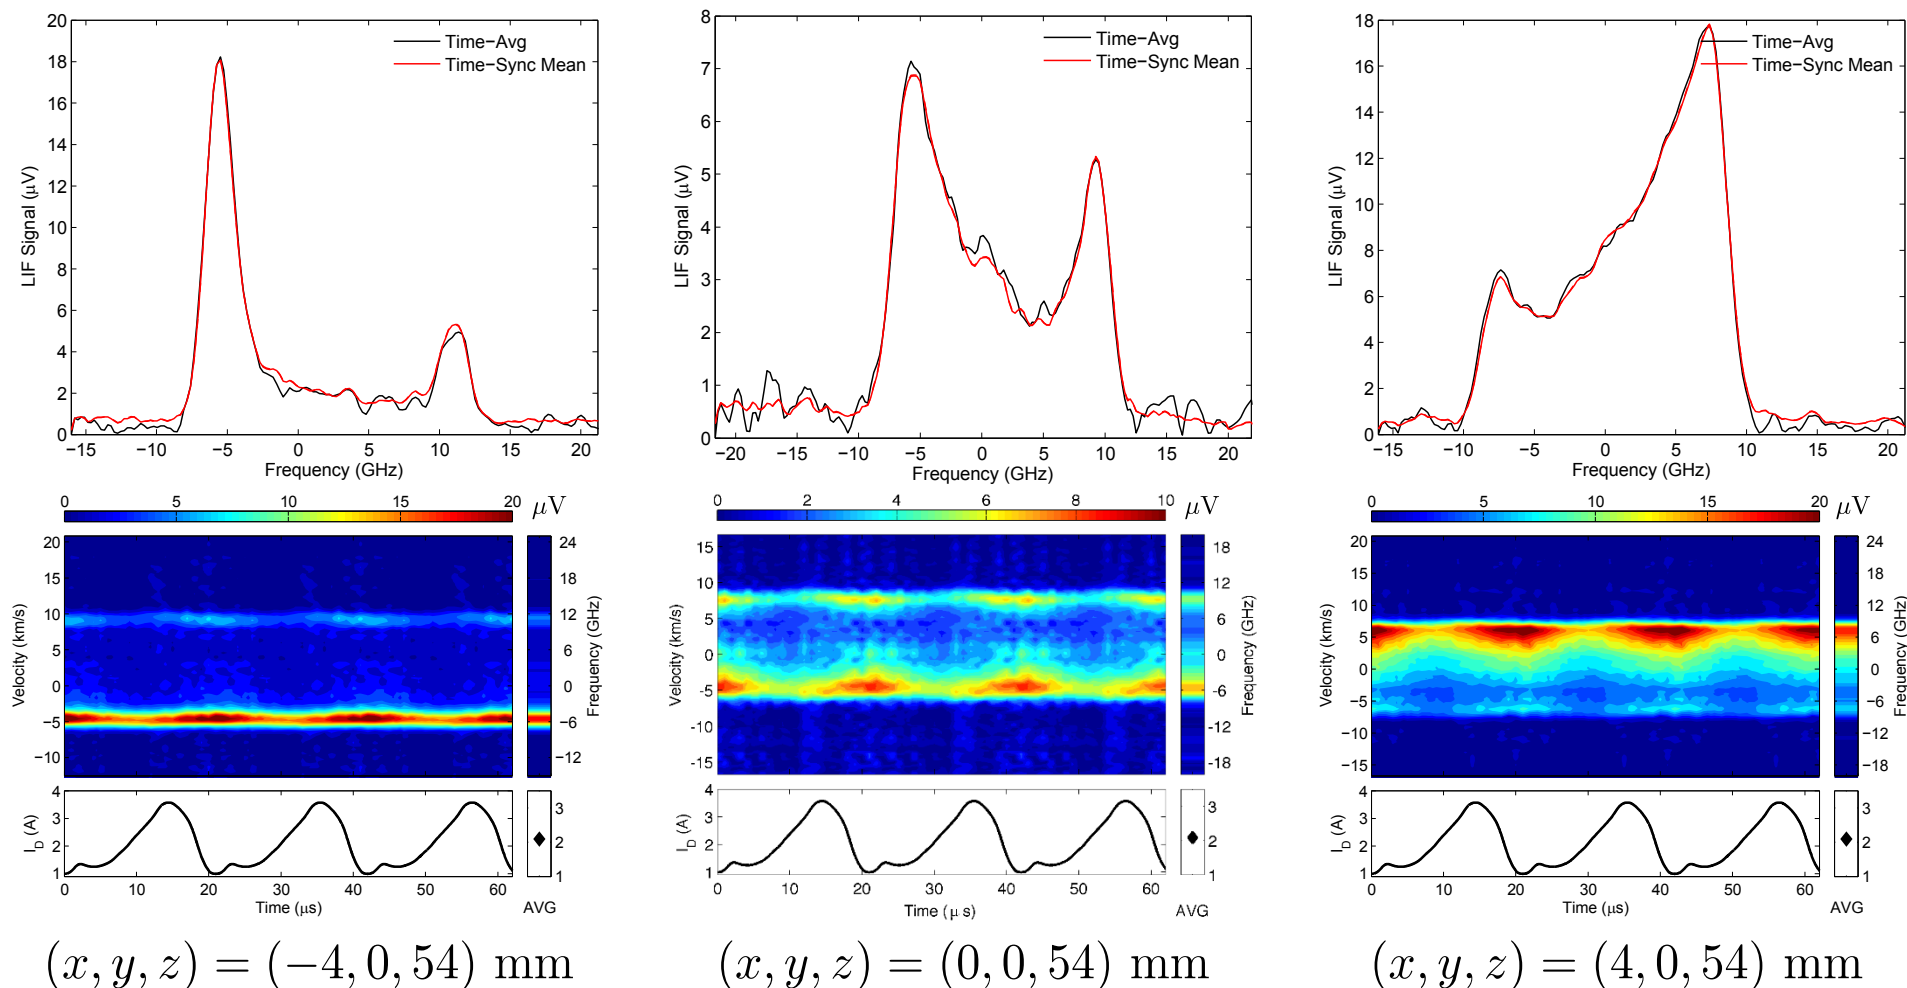 20
18
16
14
12
10
8
6
4
2
0
LIF Signal (μV)
Time−Avg
Time−Sync Mean
−15 −10 −5 0 5 10 15 20
Frequency (GHz)
8
7
6
5
4
3
2
1
0
LIF Signal (μV)
Time−Avg
Time−Sync Mean
−20 −15 −10 −5 0 5 10 15 20
Frequency (GHz)
18
16
14
12
10
8
6
4
2
0
LIF Signal (μV)
Time−Avg
Time−Sync Mean
−15 −10 −5 0 5 10 15 20
Frequency (GHz)
0 5 10 15 20 μV
20
15
10
5
0
−5
−10
Velocity (km/s)
24
18
12
6
0
−6
−12
Frequency (GHz)
4
3
2
1
I_D (A)
0 10 20 30 40 50 60
Time (μs)
3
2
1
AVG
0 2 4 6 8 10 μV
15
10
5
0
-5
-10
-15
Velocity (km/s)
18
12
6
0
-6
-12
-18
Frequency (GHz)
4
3
2
1
I_D (A)
0 10 20 30 40 50 60
Time (μ s)
3
2
1
AVG
0 5 10 15 20 μV
20
15
10
5
0
−5
−10
−15
Velocity (km/s)
24
18
12
6
0
−6
−12
−18
Frequency (GHz)
4
3
2
1
I_D (A)
0 10 20 30 40 50 60
Time (μs)
3
2
1
AVG
(x, y, z) = (−4, 0, 54) mm
(x, y, z) = (0, 0, 54) mm
(x, y, z) = (4, 0, 54) mm